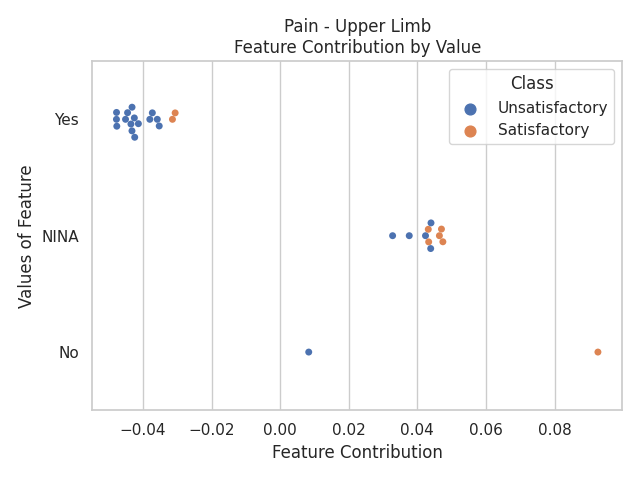 Pain - Upper Limb
Feature Contribution by Value
Class
Unsatisfactory
Satisfactory
Values of Feature
Yes
NINA
No
−0.04 −0.02 0.00 0.02 0.04 0.06 0.08
Feature Contribution